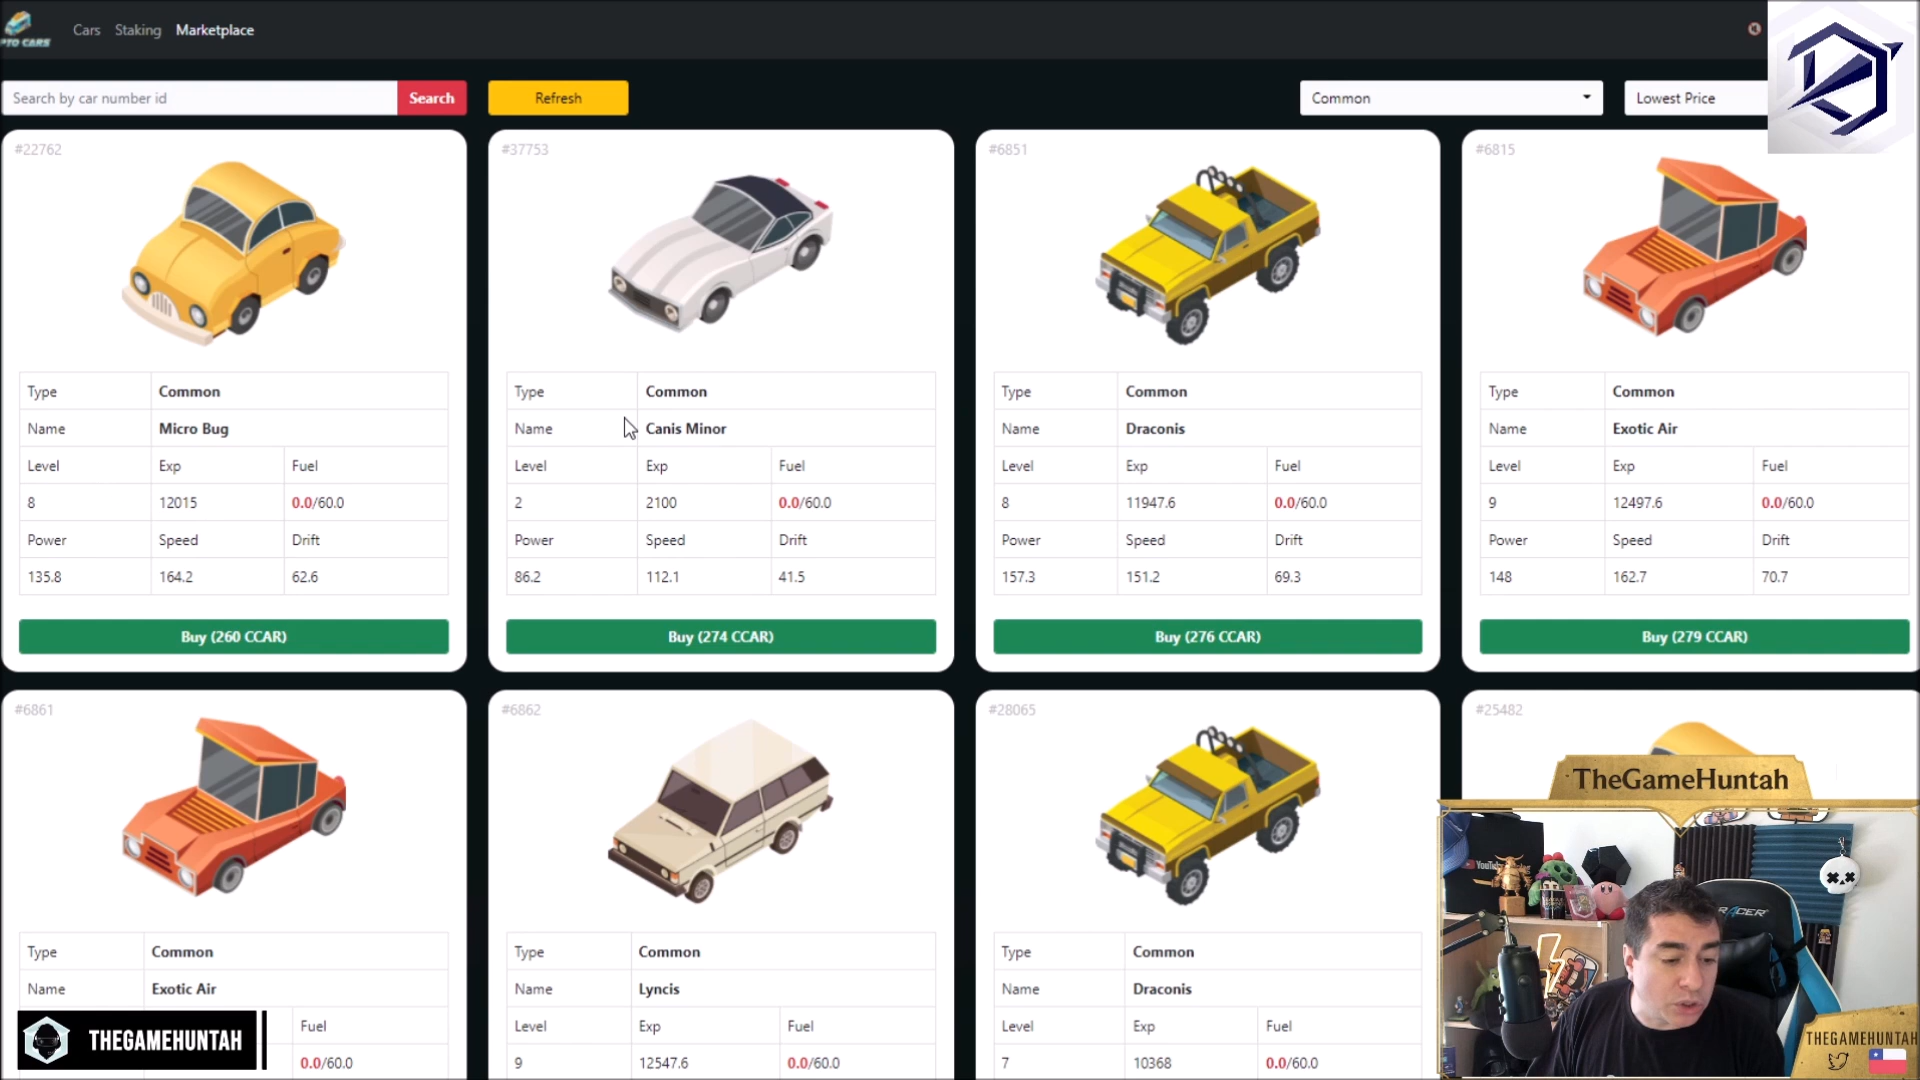 PTO CARS
Cars Staking Marketplace
Search by car number id Search Refresh Common Lowest Price
#22762
Type Common
Name Micro Bug
Level Exp Fuel
8 12015 0.0/60.0
Power Speed Drift
135.8 164.2 62.6
Buy (260 CCAR)
#37753
Type Common
Name Canis Minor
Level Exp Fuel
2 2100 0.0/60.0
Power Speed Drift
86.2 112.1 41.5
Buy (274 CCAR)
#6851
Type Common
Name Draconis
Level Exp Fuel
8 11947.6 0.0/60.0
Power Speed Drift
157.3 151.2 69.3
Buy (276 CCAR)
#6815
Type Common
Name Exotic Air
Level Exp Fuel
9 12497.6 0.0/60.0
Power Speed Drift
148 162.7 70.7
Buy (279 CCAR)
#6861
Type Common
Name Exotic Air
Fuel
0.0/60.0
#6862
Type Common
Name Lyncis
Level Exp Fuel
9 12547.6 0.0/60.0
#28065
Type Common
Name Draconis
Level Exp Fuel
7 10368 0.0/60.0
#25482
TheGameHuntah
YouTube
THEGAMEHUNTAH
THEGAMEHUNTAH